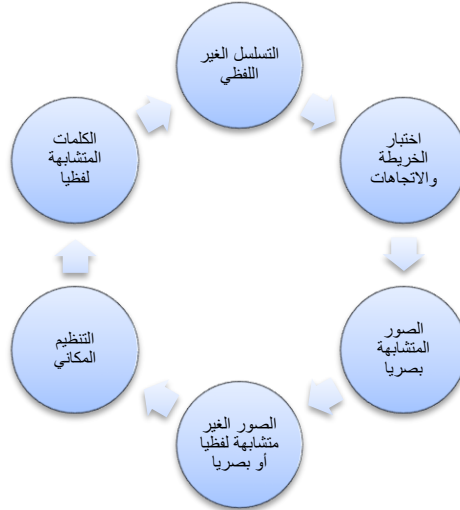 التسلسل الغير
اللفظي
اختبار
الخريطة
والاتجاهات
الصور
المتشابهة
بصريا
الصور الغير
متشابهة لفظيا
أو بصريا
التنظيم
المكاني
الكلمات
المتشابهة
لفظيا